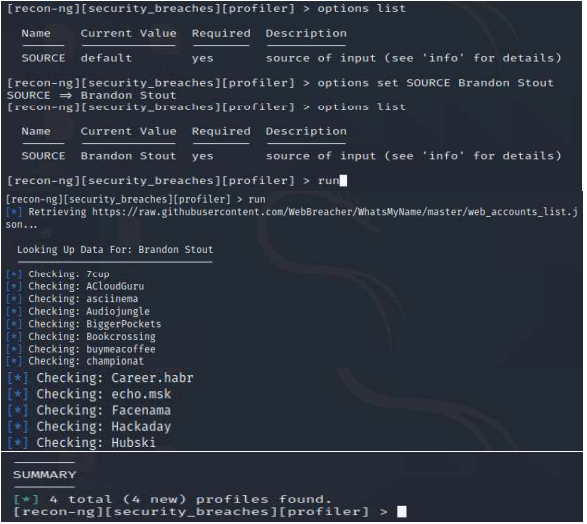 [recon-ng][security_breaches][profiler] > options list
Name Current Value Required Description
SOURCE default yes source of input (see 'info' for details)
[recon-ng][security_breaches][profiler] > options set SOURCE Brandon Stout
SOURCE ⇒ Brandon Stout
[recon-ng][security_breaches][profiler] > options list
Name Current Value Required Description
SOURCE Brandon Stout yes source of input (see 'info' for details)
[recon-ng][security_breaches][profiler] > run
[recon-ng][security_breaches][profiler] > run
[*] Retrieving https://raw.githubusercontent.com/WebBreacher/WhatsMyName/master/web_accounts_list.j
son...
Looking Up Data For: Brandon Stout
[*] Checking: 7cup
[*] Checking: ACloudGuru
[*] Checking: asciinema
[*] Checking: Audiojungle
[*] Checking: BiggerPockets
[*] Checking: Bookcrossing
[*] Checking: buymeacoffee
[*] Checking: championat
[*] Checking: Career.habr
[*] Checking: echo.msk
[*] Checking: Facenama
[*] Checking: Hackaday
[*] Checking: Hubski
SUMMARY
[*] 4 total (4 new) profiles found.
[recon-ng][security_breaches][profiler] >